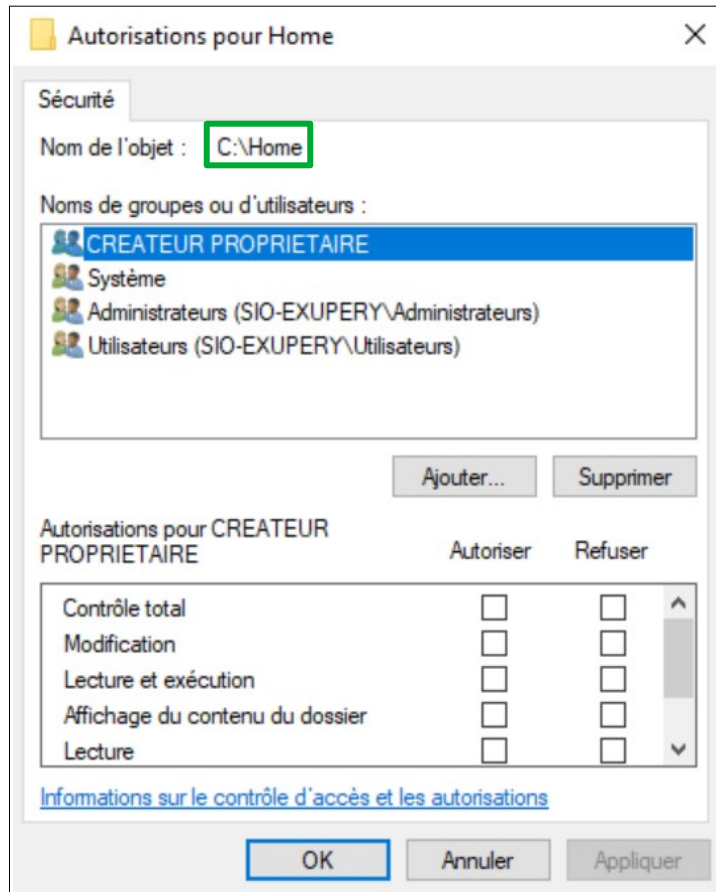 Autorisations pour Home
Sécurité
Nom de l'objet : C:\Home
Noms de groupes ou d'utilisateurs :
CREATEUR PROPRIETAIRE
Système
Administrateurs (SIO-EXUPERY\Administrateurs)
Utilisateurs (SIO-EXUPERY\Utilisateurs)
Ajouter... Supprimer
Autorisations pour CREATEUR
PROPRIETAIRE Autoriser Refuser
Contrôle total
Modification
Lecture et exécution
Affichage du contenu du dossier
Lecture
Informations sur le contrôle d'accès et les autorisations
OK Annuler Appliquer